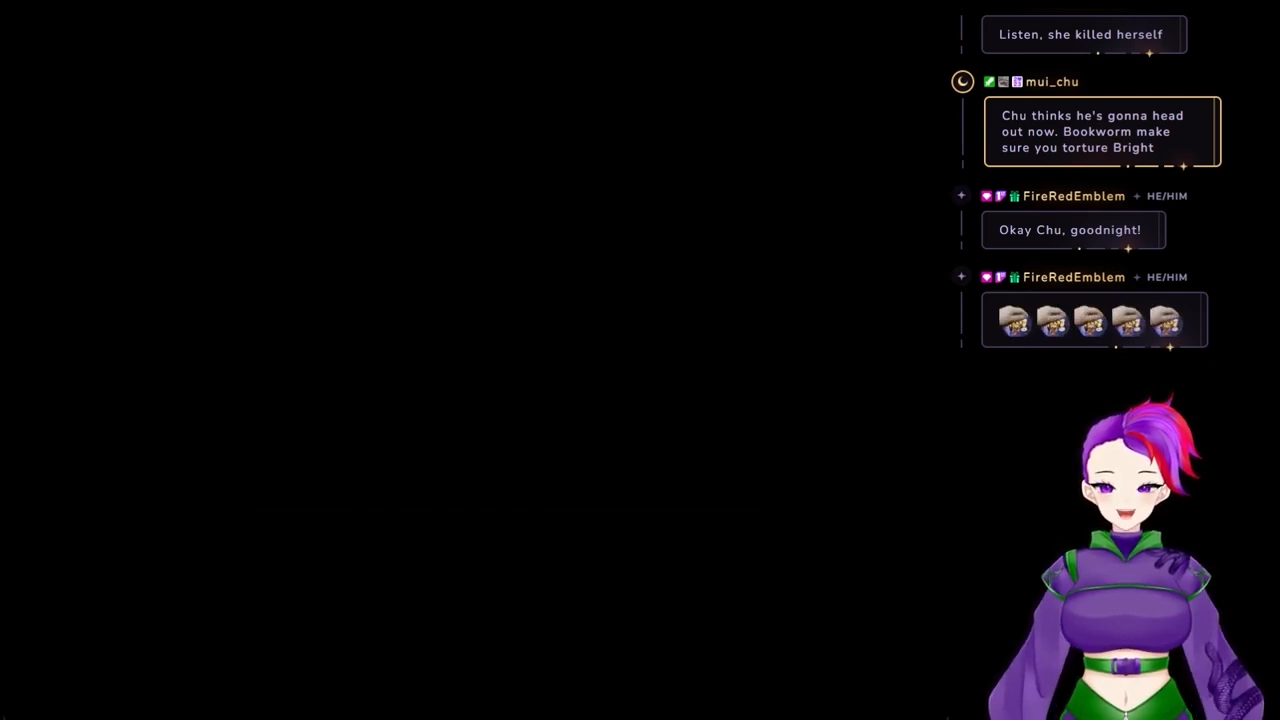 Listen, she killed herself
mui_chu
Chu thinks he's gonna head
out now. Bookworm make
sure you torture Bright
FireRedEmblem HE/HIM
Okay Chu, goodnight!
FireRedEmblem HE/HIM